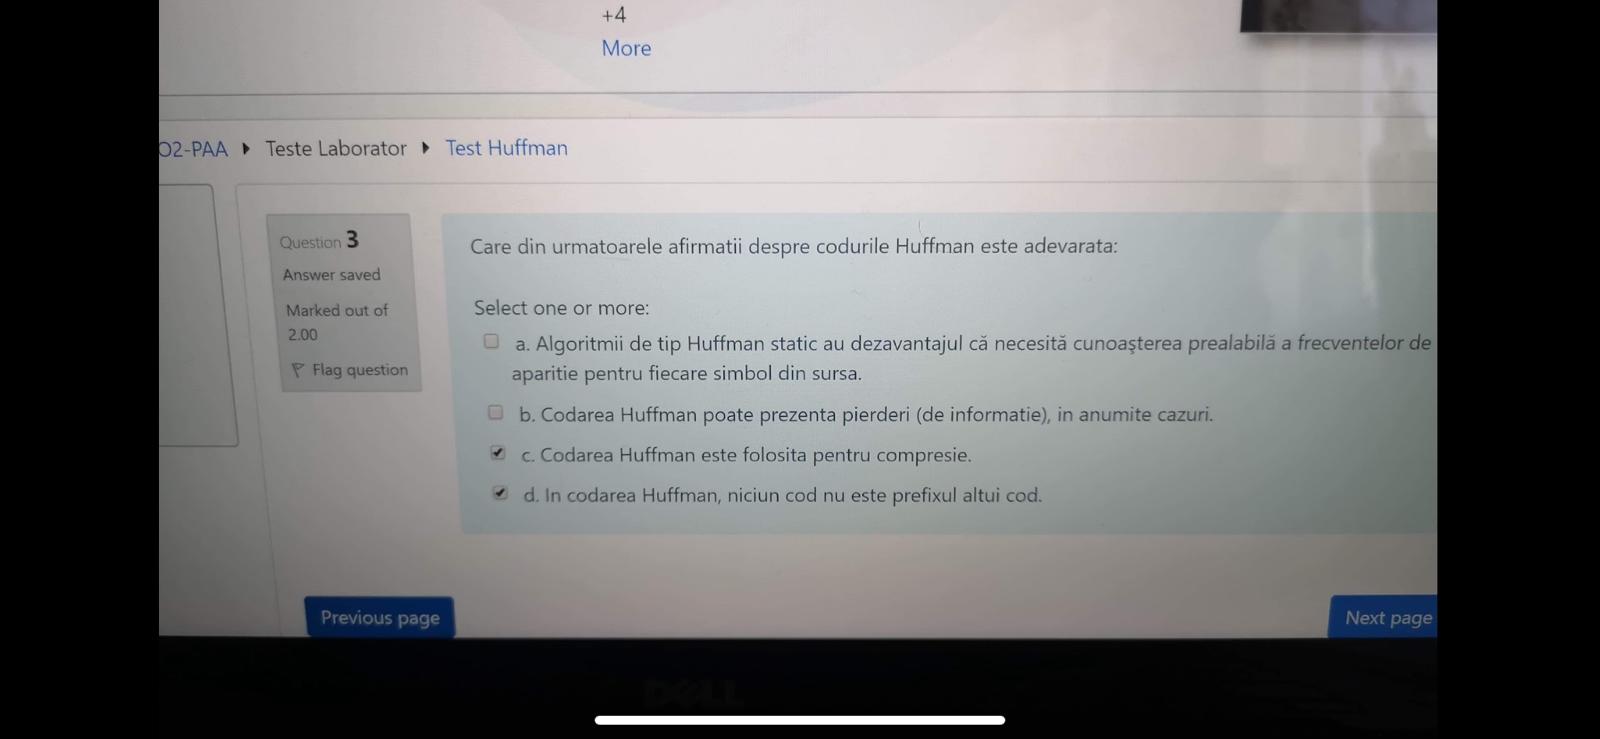 +4
More
O2-PAA ▶ Teste Laborator ▶ Test Huffman
Question 3
Answer saved
Marked out of
2.00
Flag question
Care din urmatoarele afirmatii despre codurile Huffman este adevarata:
Select one or more:
a. Algoritmii de tip Huffman static au dezavantajul că necesită cunoaşterea prealabilă a frecventelor de
aparitie pentru fiecare simbol din sursa.
b. Codarea Huffman poate prezenta pierderi (de informatie), in anumite cazuri.
c. Codarea Huffman este folosita pentru compresie.
d. In codarea Huffman, niciun cod nu este prefixul altui cod.
Previous page
Next page
DELL